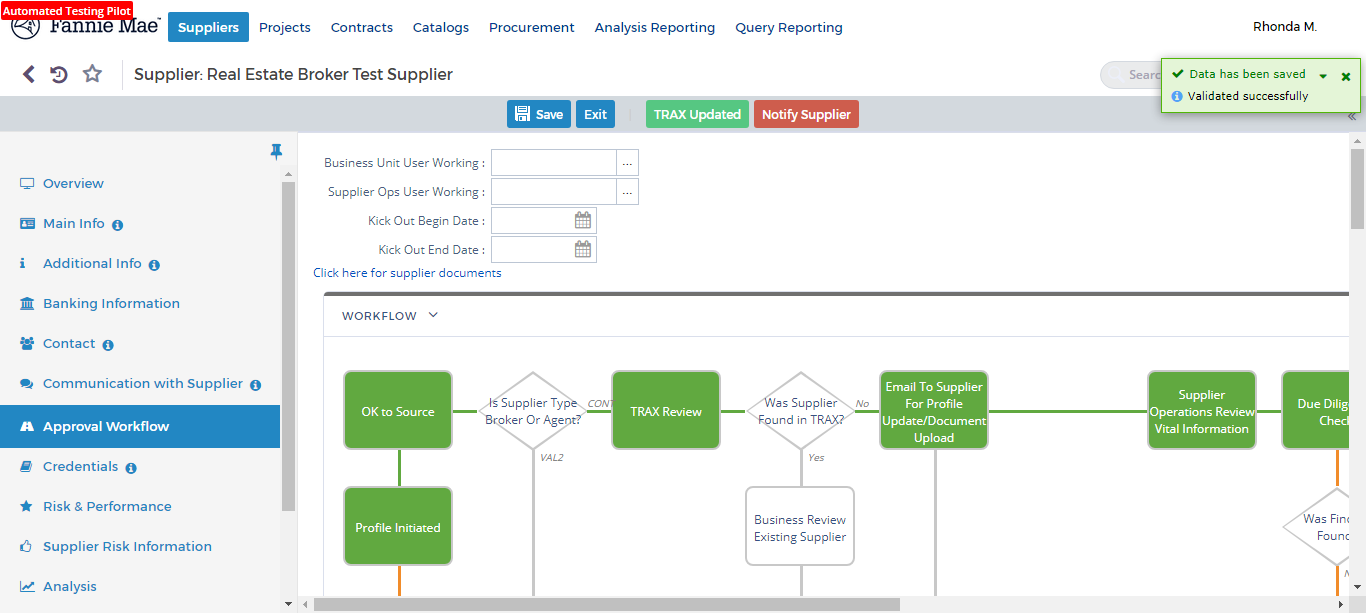 Automated Testing Pilot
Fannie Mae
Suppliers
Projects
Contracts
Catalogs
Procurement
Analysis Reporting
Query Reporting
Rhonda M.
Supplier: Real Estate Broker Test Supplier
Data has been saved
Validated successfully
Save
Exit
TRAX Updated
Notify Supplier
Overview
Main Info
Additional Info
Banking Information
Contact
Communication with Supplier
Approval Workflow
Credentials
Risk & Performance
Supplier Risk Information
Analysis
Business Unit User Working :
...
Supplier Ops User Working :
...
Kick Out Begin Date :
Kick Out End Date :
Click here for supplier documents
WORKFLOW
OK to Source
Is Supplier Type
Broker Or Agent?
CONT
TRAX Review
Was Supplier
Found in TRAX?
No
Email To Supplier
For Profile
Update/Document
Upload
Supplier
Operations Review
Vital Information
Due Dilig
Check
VAL2
Yes
Profile Initiated
Business Review
Existing Supplier
Was Find
Found